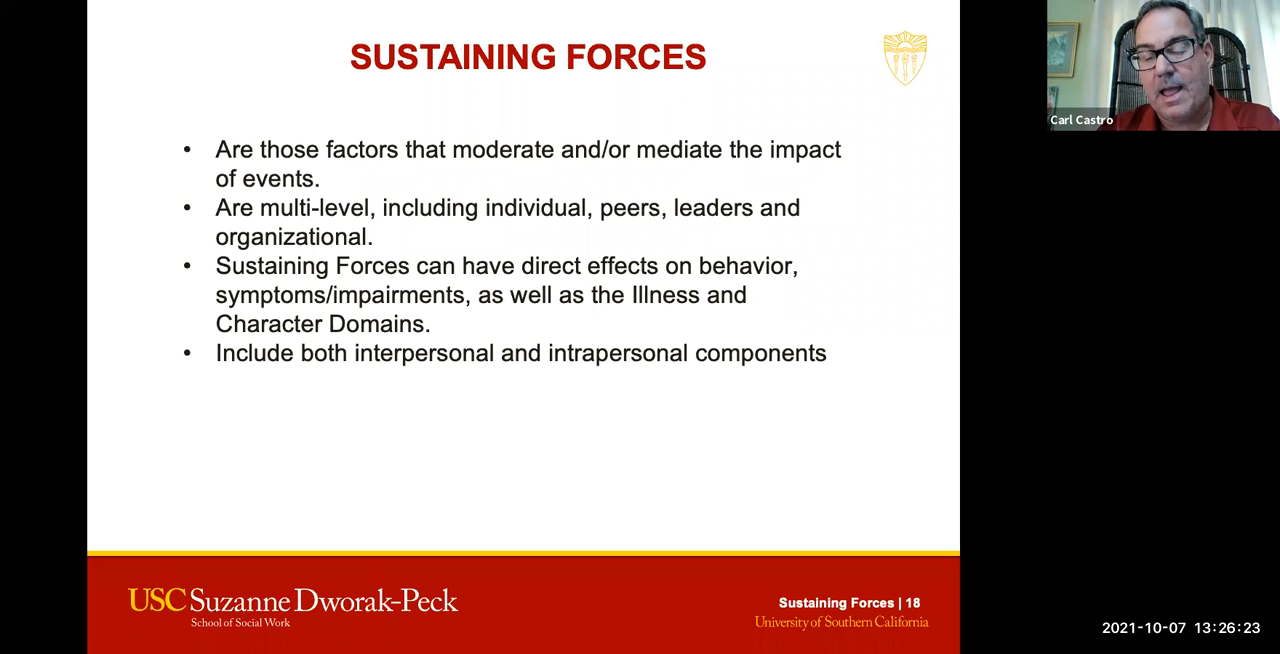 SUSTAINING FORCES
• Are those factors that moderate and/or mediate the impact
of events.
• Are multi-level, including individual, peers, leaders and
organizational.
• Sustaining Forces can have direct effects on behavior,
symptoms/impairments, as well as the Illness and
Character Domains.
• Include both interpersonal and intrapersonal components
USC Suzanne Dworak-Peck
School of Social Work
Sustaining Forces | 18
University of Southern California
Carl Castro
2021-10-07 13:26:23